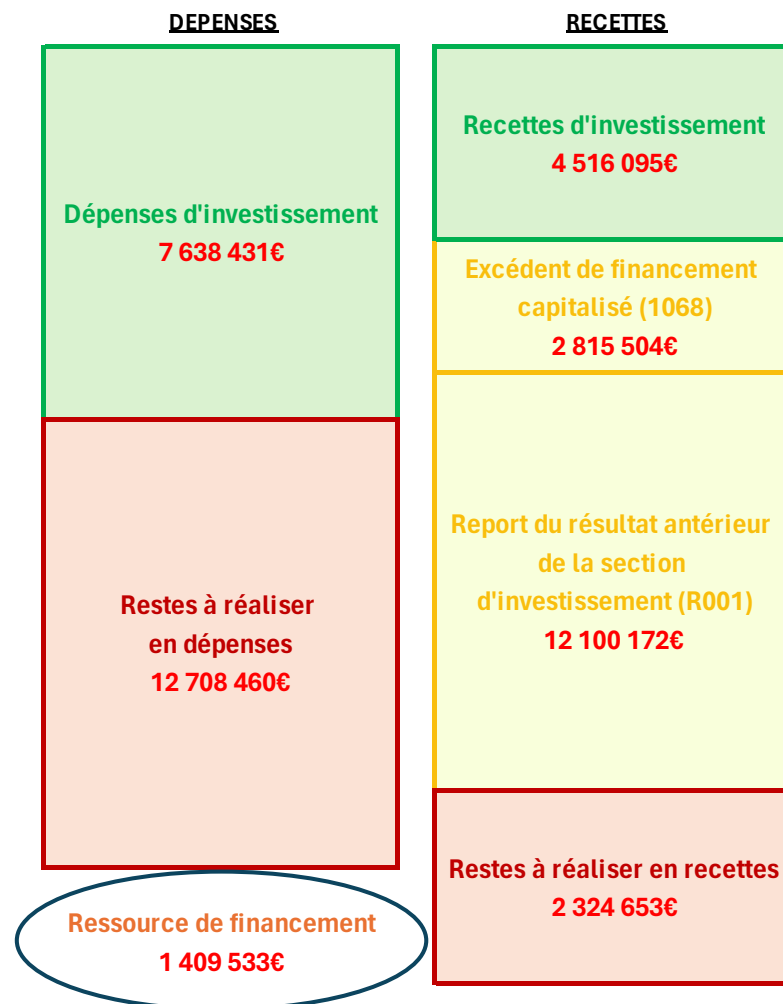 DEPENSES
Dépenses d'investissement
7 638 431€
Restes à réaliser
en dépenses
12 708 460€
Ressource de financement
1 409 533€
RECETTES
Recettes d'investissement
4 516 095€
Excédent de financement
capitalisé (1068)
2 815 504€
Report du résultat antérieur
de la section
d'investissement (R001)
12 100 172€
Restes à réaliser en recettes
2 324 653€